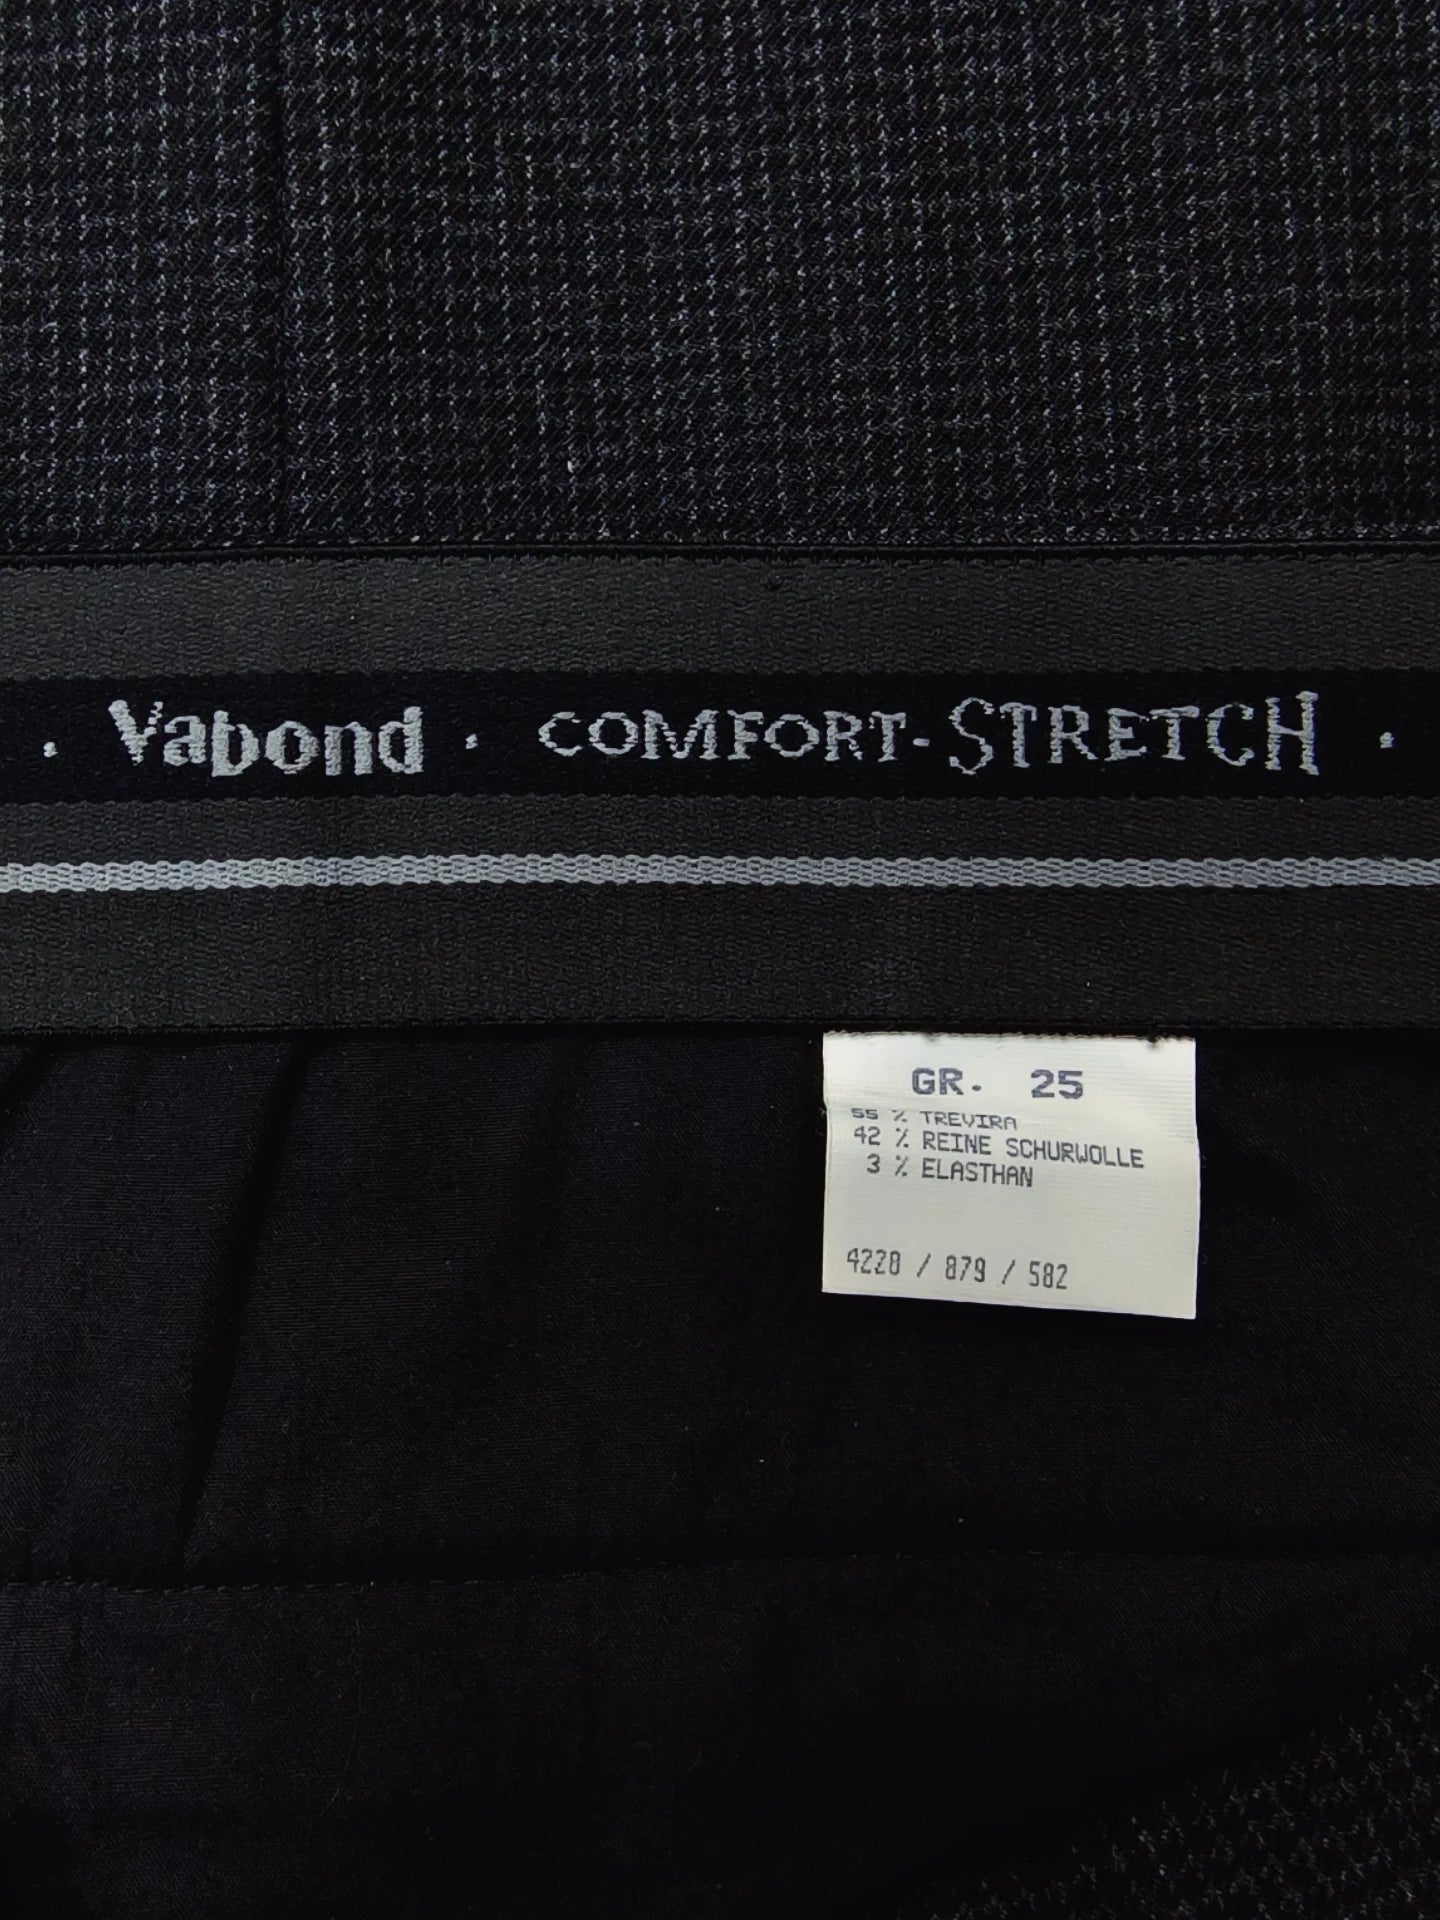 · Vabond · COMFORT-STRETCH ·
GR. 25
55 % TREVIRA
42 % REINE SCHURWOLLE
3 % ELASTHAN
4228 / 879 / 582